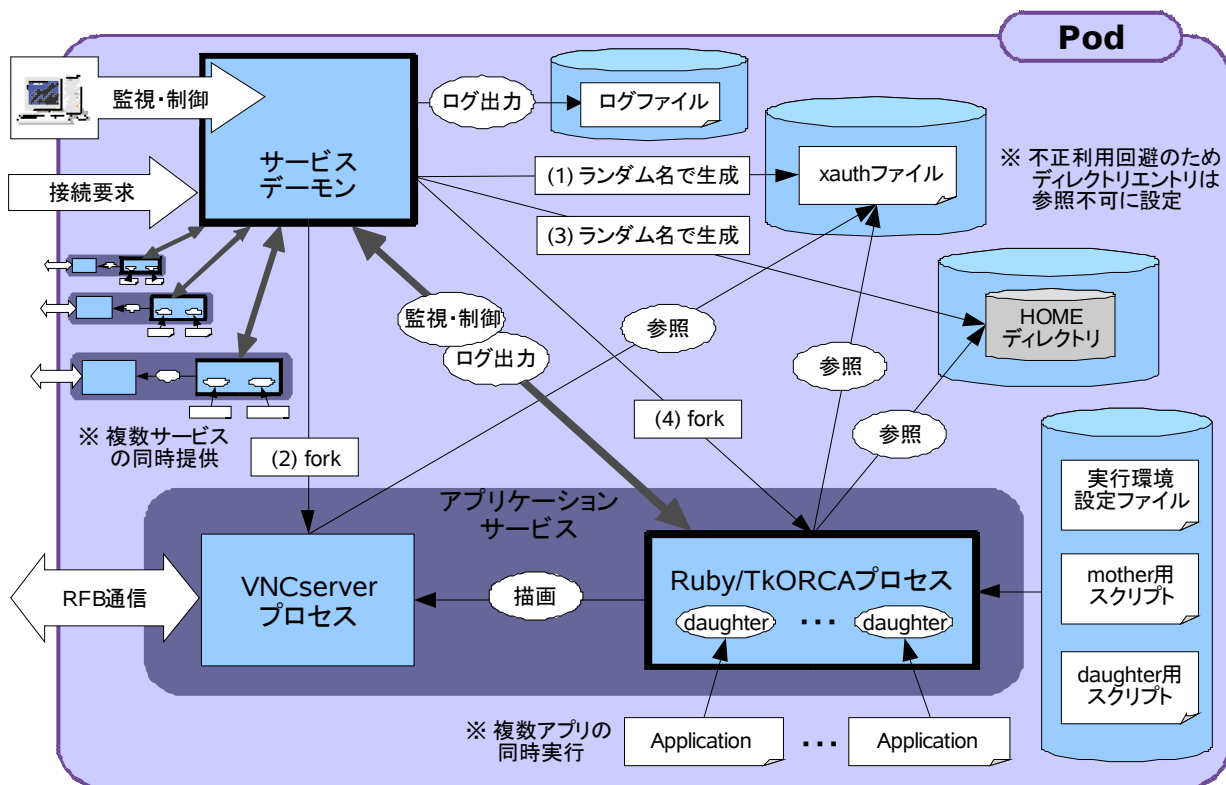 Pod
監視・制御
ログ出力
ログファイル
サービス
デーモン
接続要求
(1) ランダム名で生成
xauthファイル
※ 不正利用回避のため
ディレクトリエントリは
参照不可に設定
(3) ランダム名で生成
HOME
ディレクトリ
監視・制御
ログ出力
参照
参照
参照
(4) fork
※ 複数サービス
の同時提供
(2) fork
実行環境
設定ファイル
mother用
スクリプト
daughter用
スクリプト
アプリケーション
サービス
RFB通信
VNCserver
プロセス
描画
Ruby/TkORCAプロセス
daughter ・・・ daughter
※ 複数アプリの
同時実行
Application ・・・ Application